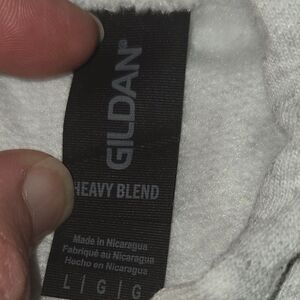 GILDAN®
HEAVY BLEND
Made in Nicaragua
Fabriqué au Nicaragua
Hecho en Nicaragua
L | G | G